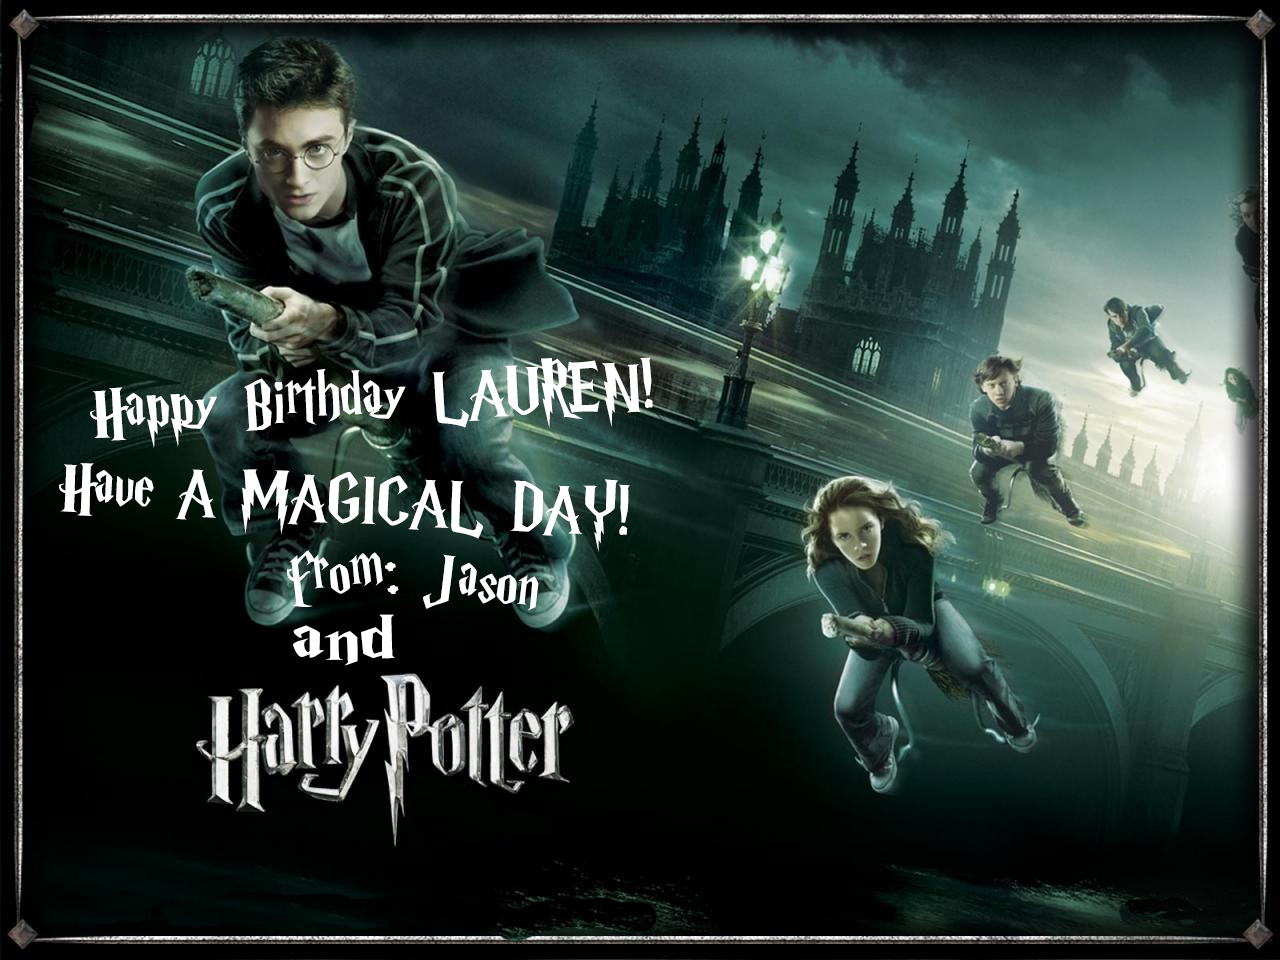 Happy Birthday LAUREN!
Have A MAGICAL DAY!
from: Jason
and
Harry Potter